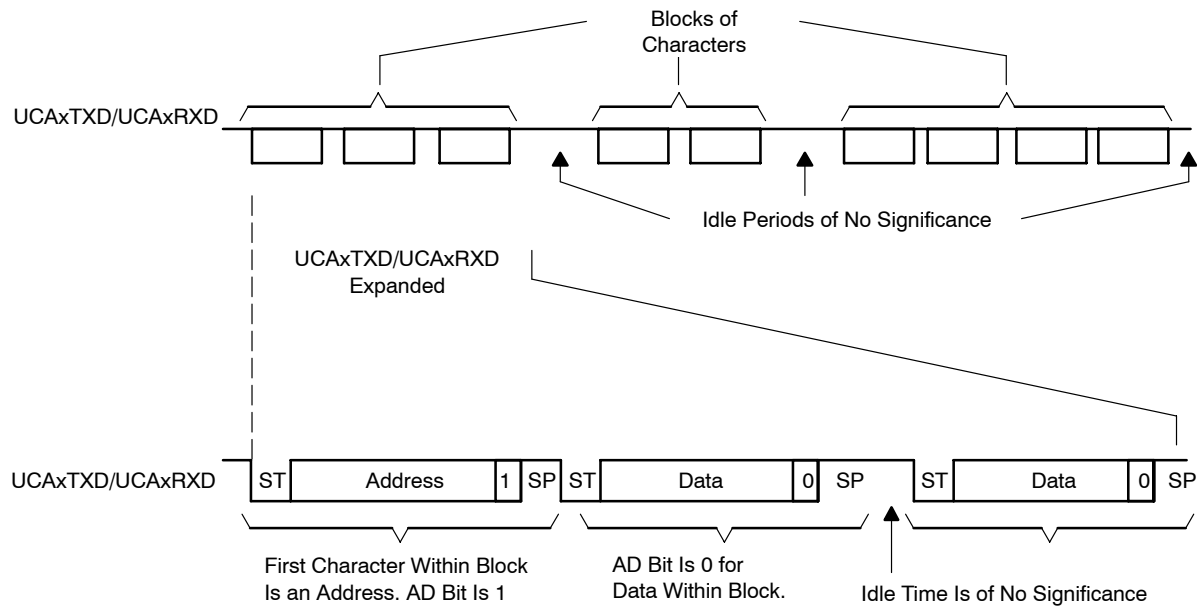 Blocks of
Characters
UCAxTXD/UCAxRXD
Idle Periods of No Significance
UCAxTXD/UCAxRXD
Expanded
UCAxTXD/UCAxRXD
ST Address 1 SP ST Data 0 SP ST Data 0 SP
First Character Within Block
Is an Address. AD Bit Is 1
AD Bit Is 0 for
Data Within Block.
Idle Time Is of No Significance